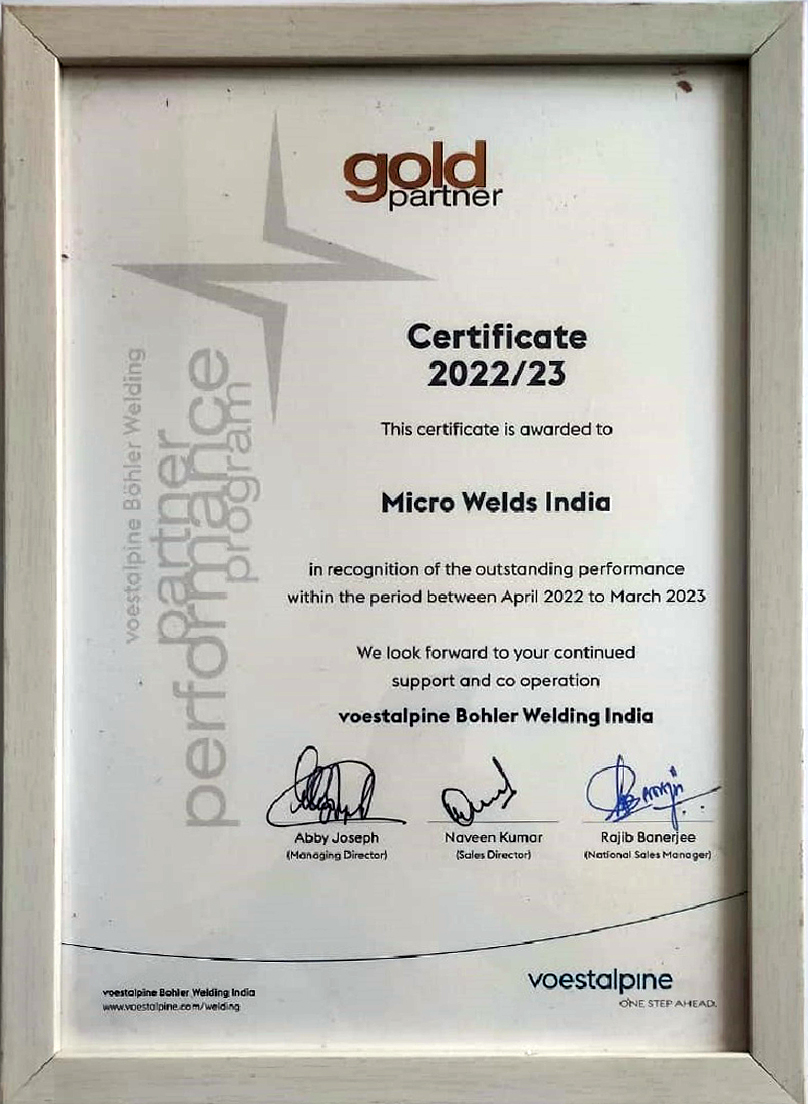 gold
partner
voestalpine Böhler Welding
partner
performance
program
Certificate
2022/23
This certificate is awarded to
Micro Welds India
in recognition of the outstanding performance
within the period between April 2022 to March 2023
We look forward to your continued
support and co operation
voestalpine Bohler Welding India
Abby Joseph
(Managing Director)
Naveen Kumar
(Sales Director)
Rajib Banerjee
(National Sales Manager)
voestalpine Bohler Welding India
www.voestalpine.com/welding
voestalpine
ONE STEP AHEAD.